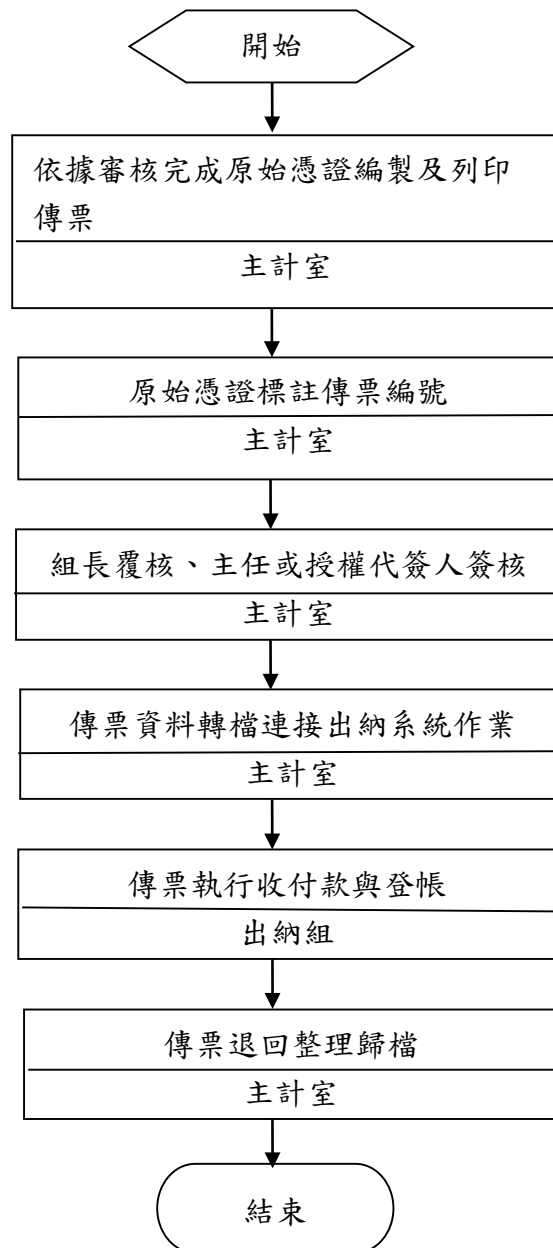 開始
依據審核完成原始憑證編製及列印
傳票
主計室
原始憑證標註傳票編號
主計室
組長覆核、主任或授權代簽人簽核
主計室
傳票資料轉檔連接出納系統作業
主計室
傳票執行收付款與登帳
出納組
傳票退回整理歸檔
主計室
結束